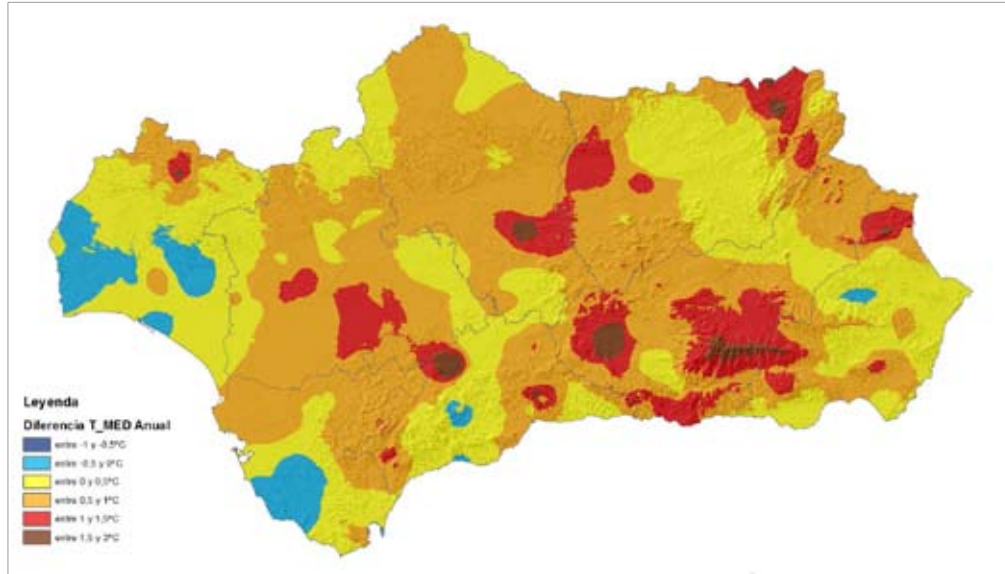 Leyenda
Diferencia T_MED Anual
entre -1 y -0.5ºC
entre -0.5 y 0ºC
entre 0 y 0,5ºC
entre 0,5 y 1ºC
entre 1 y 1,5ºC
entre 1,5 y 2ºC